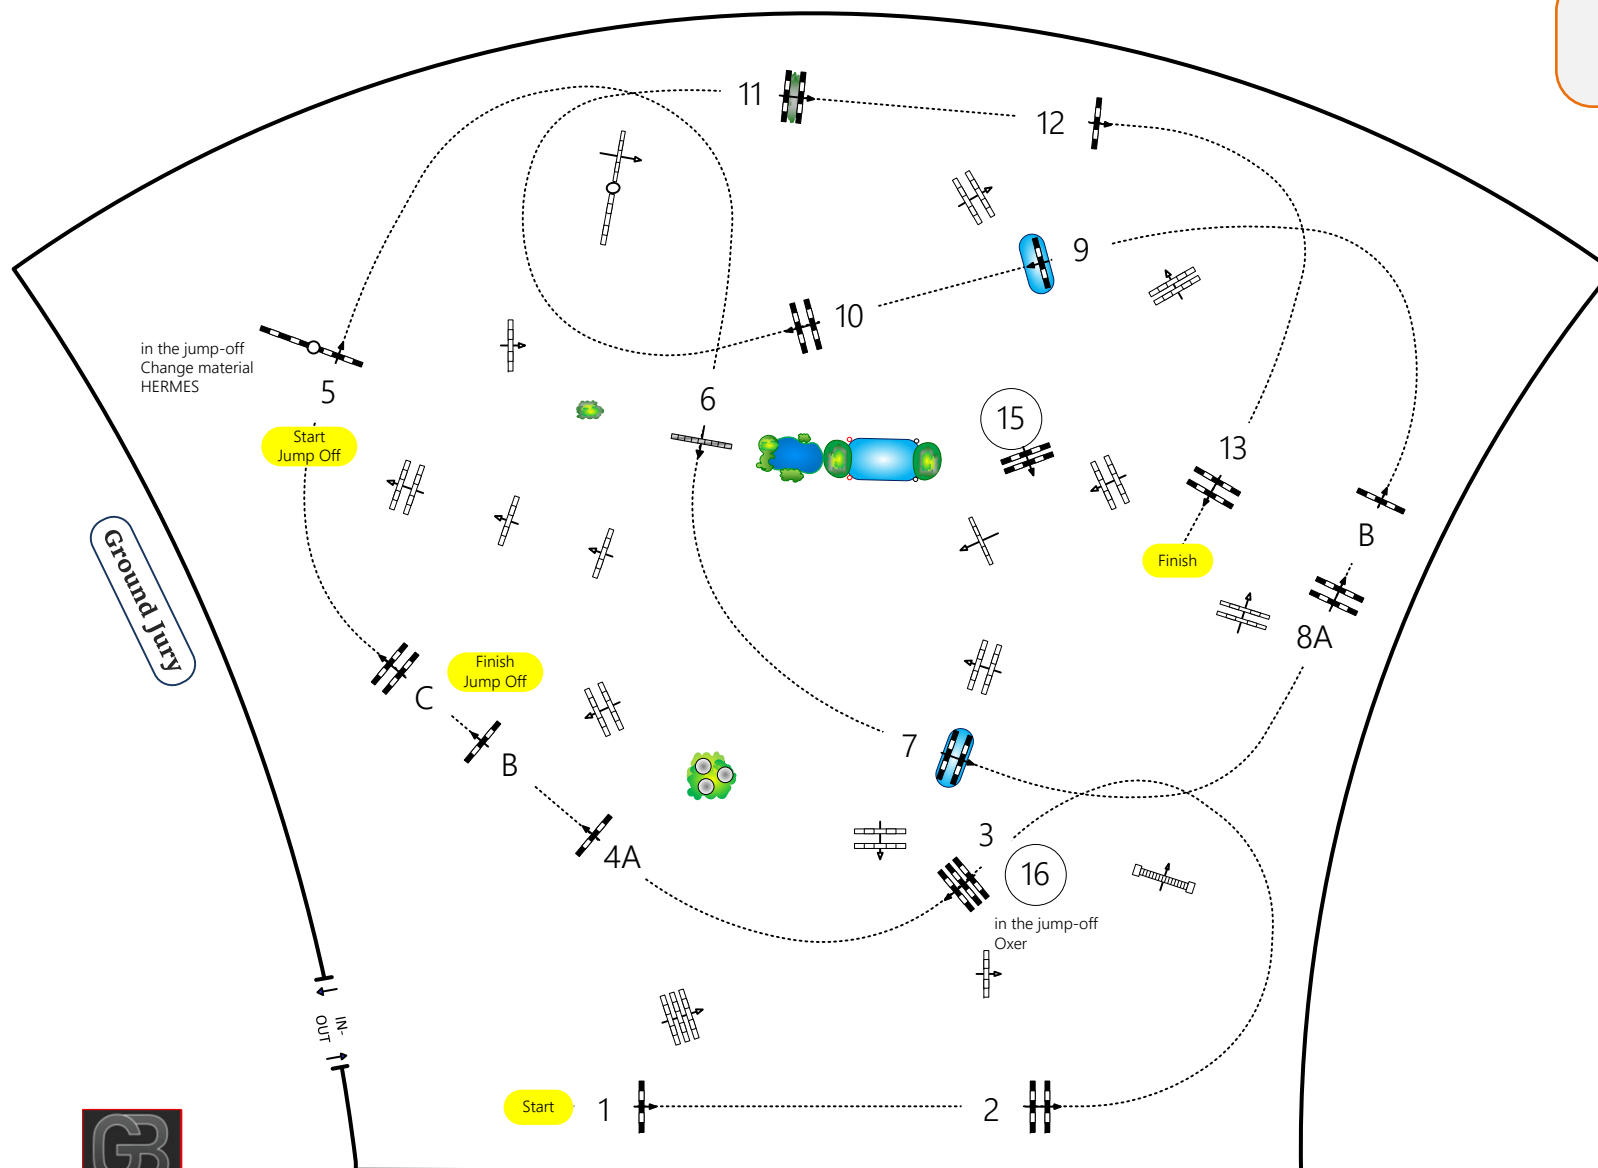 11
12
9
10
in the jump-off
Change material
HERMES
5
6
15
13
Start
Jump Off
B
Finish
8A
Ground Jury
Finish
Jump Off
C
B
7
3
4A
16
in the jump-off
Oxer
IN-
OUT
Start
1
2
GB